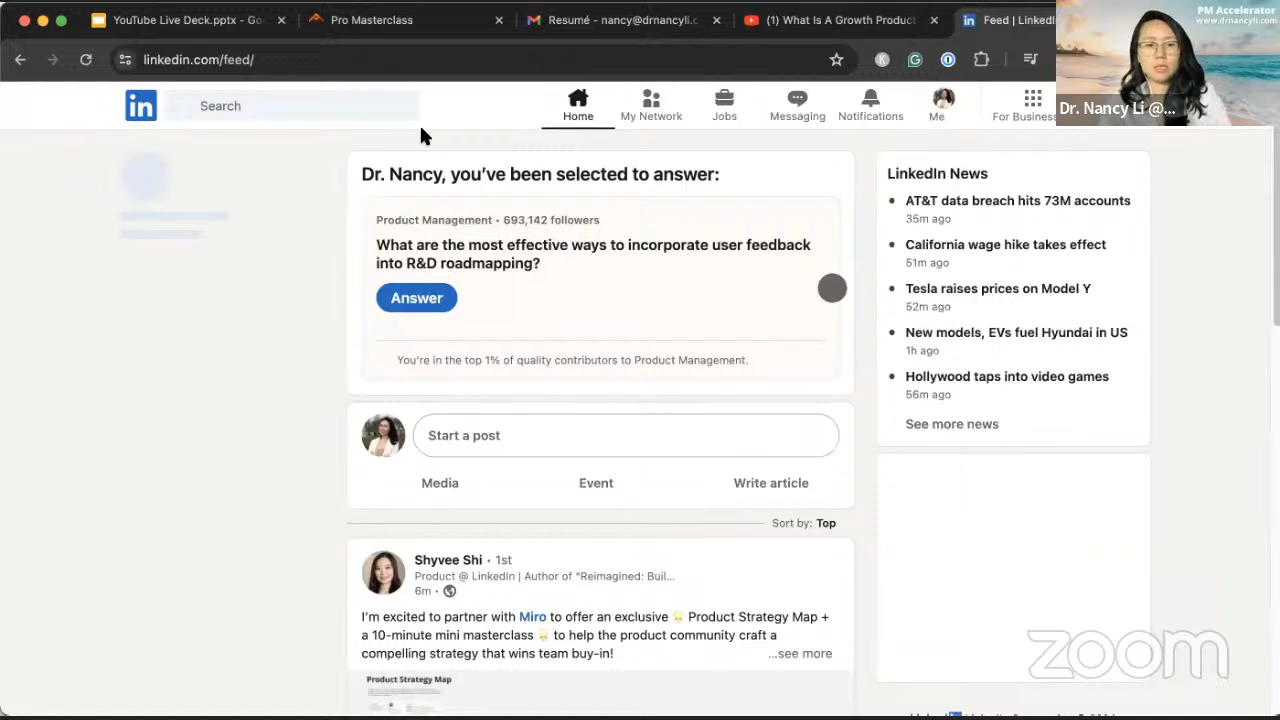 YouTube Live Deck.pptx - Go
Pro Masterclass
Resumé - nancy@drnancyli.c
(1) What Is A Growth Product
Feed | LinkedIn
PM Accelerator
www.drnancyli.com
Dr. Nancy Li @...
linkedin.com/feed/
in
Search
Home
My Network
Jobs
Messaging
Notifications
Me
For Business
Dr. Nancy, you've been selected to answer:
Product Management • 693,142 followers
What are the most effective ways to incorporate user feedback
into R&D roadmapping?
Answer
You're in the top 1% of quality contributors to Product Management.
Start a post
Media
Event
Write article
Sort by: Top
Shyvee Shi • 1st
Product @ LinkedIn | Author of "Reimagined: Buil...
6m •
I'm excited to partner with Miro to offer an exclusive 🌟 Product Strategy Map +
a 10-minute mini masterclass 🌟 to help the product community craft a
compelling strategy that wins team buy-in!
...see more
Product Strategy Map
LinkedIn News
AT&T data breach hits 73M accounts
35m ago
California wage hike takes effect
51m ago
Tesla raises prices on Model Y
52m ago
New models, EVs fuel Hyundai in US
1h ago
Hollywood taps into video games
56m ago
See more news
zoom